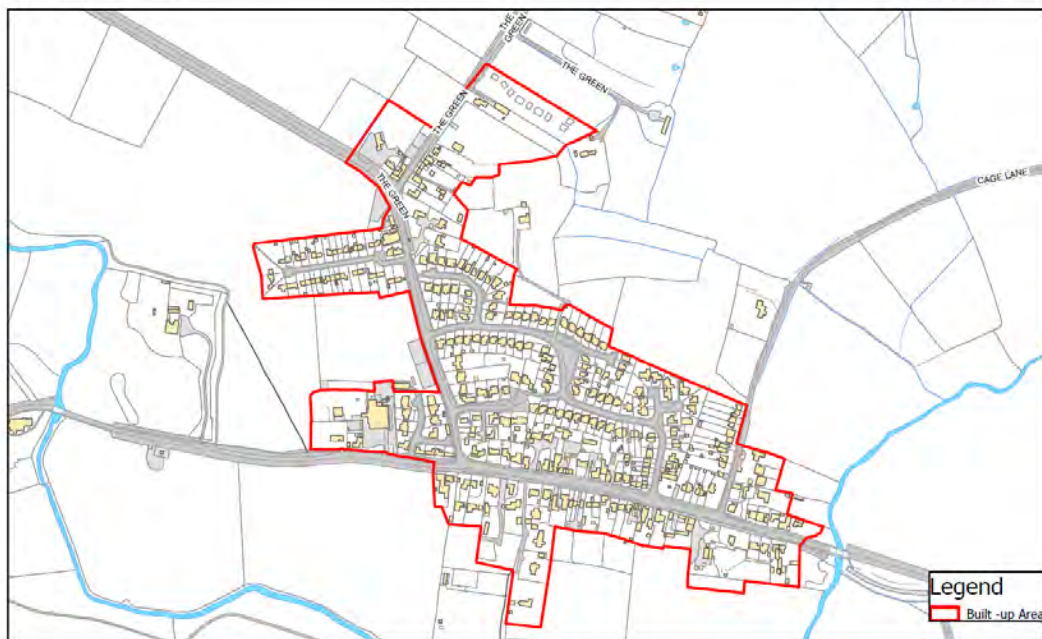 THE
GREEN
THE GREEN
THE GREEN
CAGE LANE
THE GREEN
Legend
Built -up Area